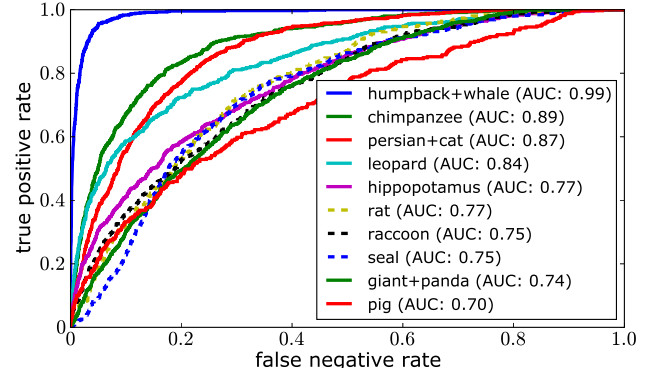 1.0
0.8
0.6
0.4
0.2
0
true positive rate
humpback+whale (AUC: 0.99)
chimpanzee (AUC: 0.89)
persian+cat (AUC: 0.87)
leopard (AUC: 0.84)
hippopotamus (AUC: 0.77)
rat (AUC: 0.77)
raccoon (AUC: 0.75)
seal (AUC: 0.75)
giant+panda (AUC: 0.74)
pig (AUC: 0.70)
0 0.2 0.4 0.6 0.8 1.0
false negative rate